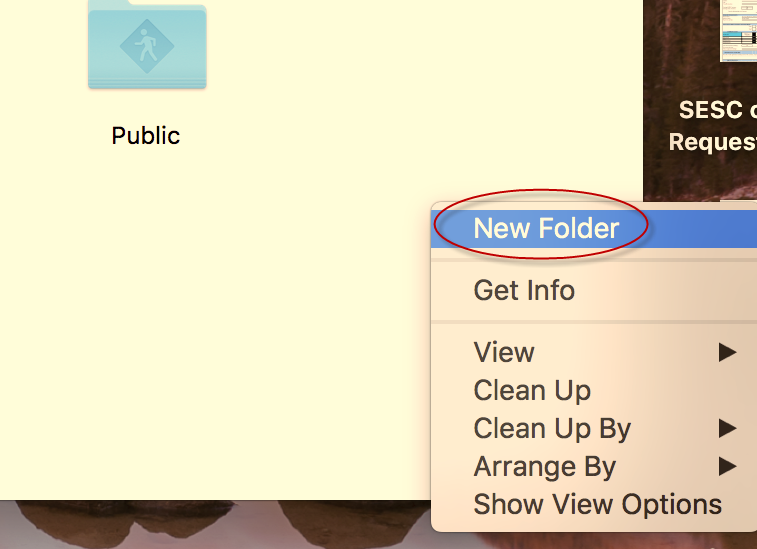 Public
SESC
Request
New Folder
Get Info
View
Clean Up
Clean Up By
Arrange By
Show View Options